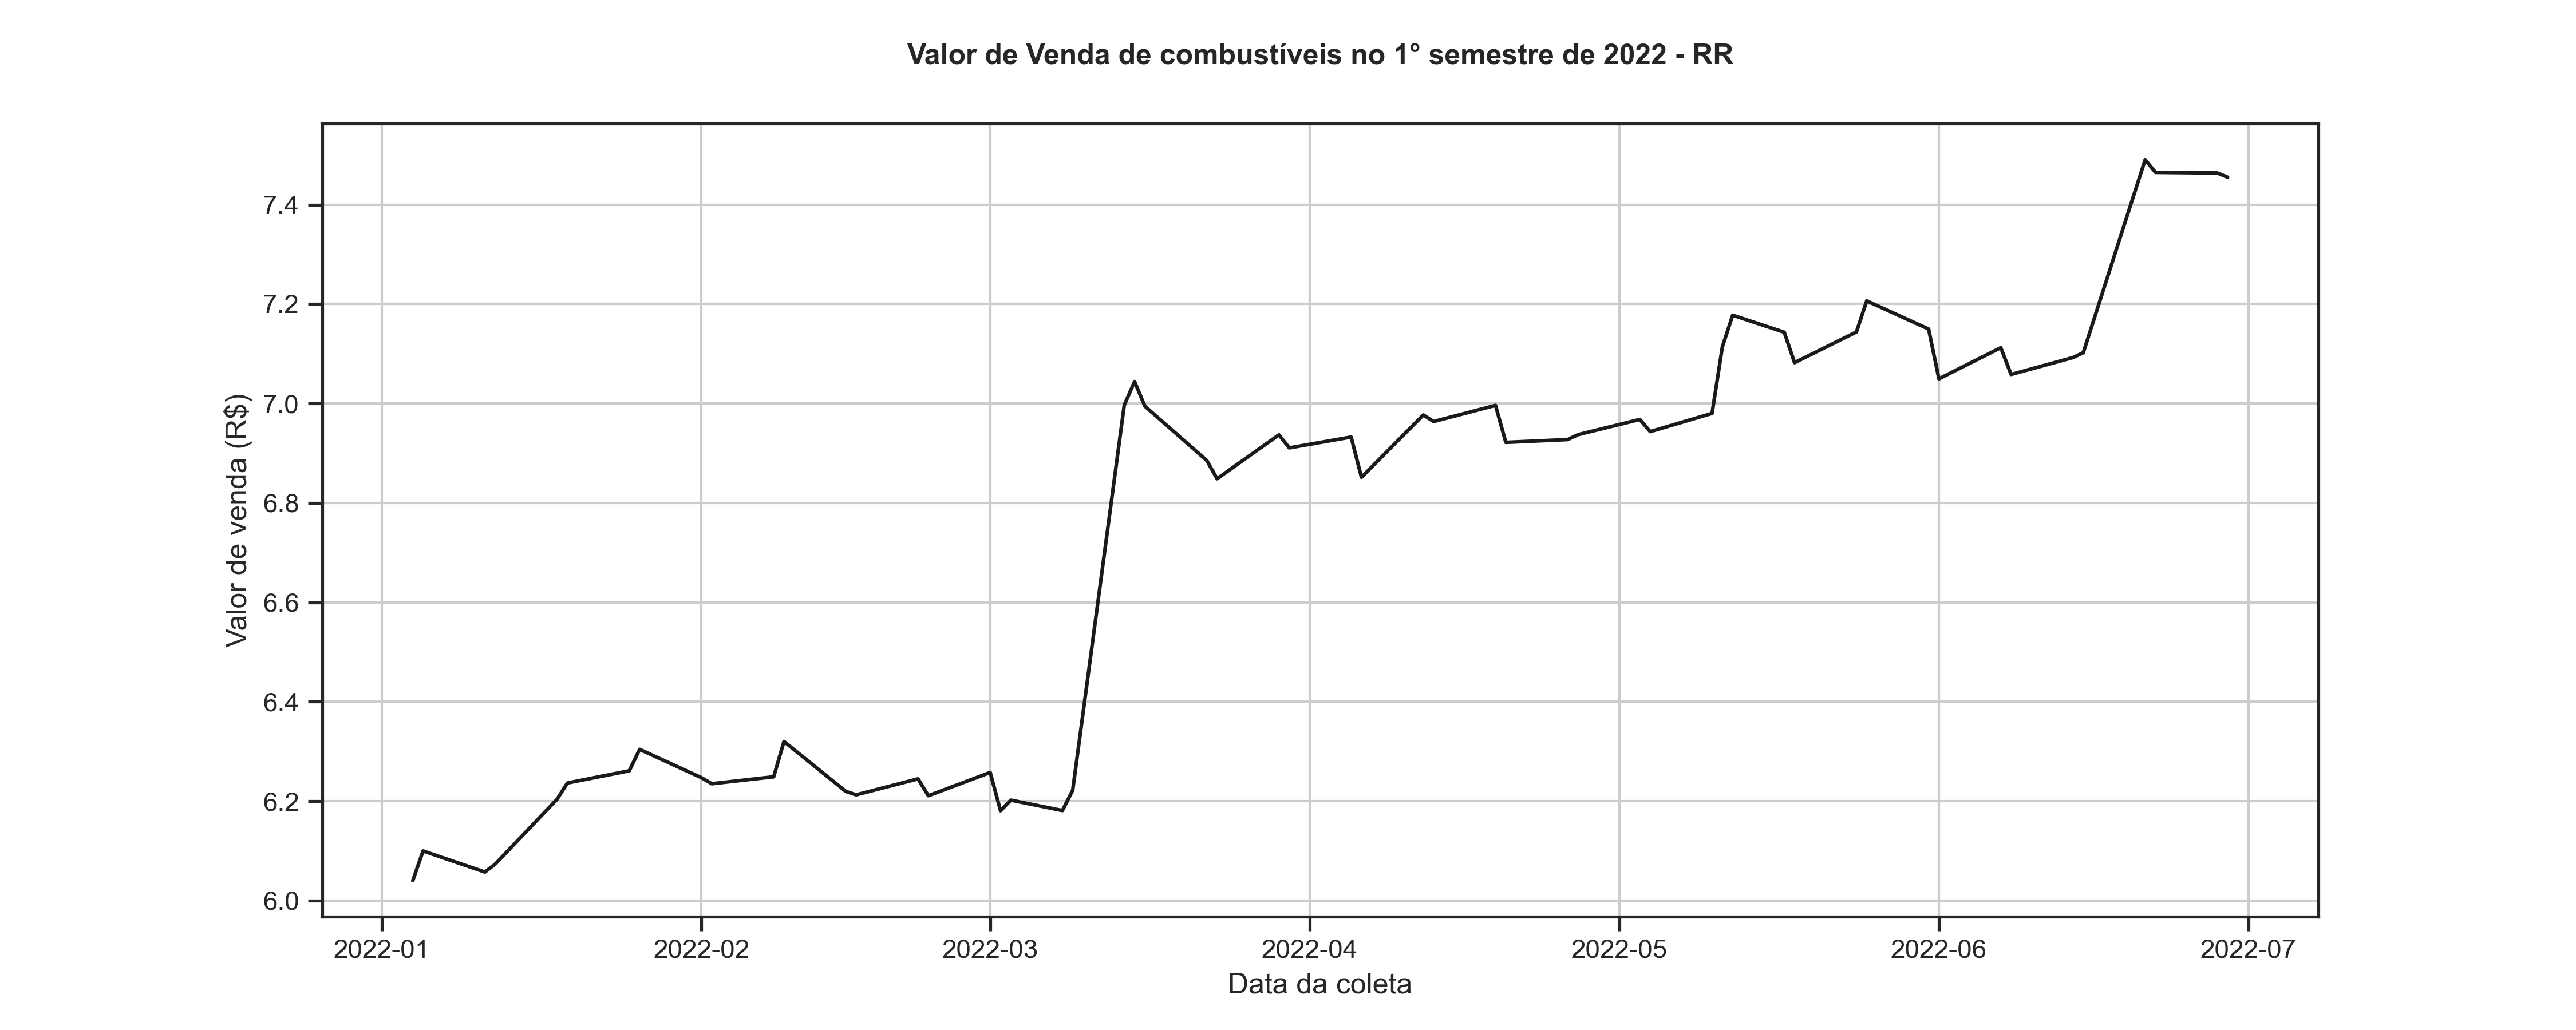 Valor de Venda de combustíveis no 1° semestre de 2022 - RR
Valor de venda (R$)
7.4
7.2
7.0
6.8
6.6
6.4
6.2
6.0
2022-01 2022-02 2022-03 2022-04 2022-05 2022-06 2022-07
Data da coleta